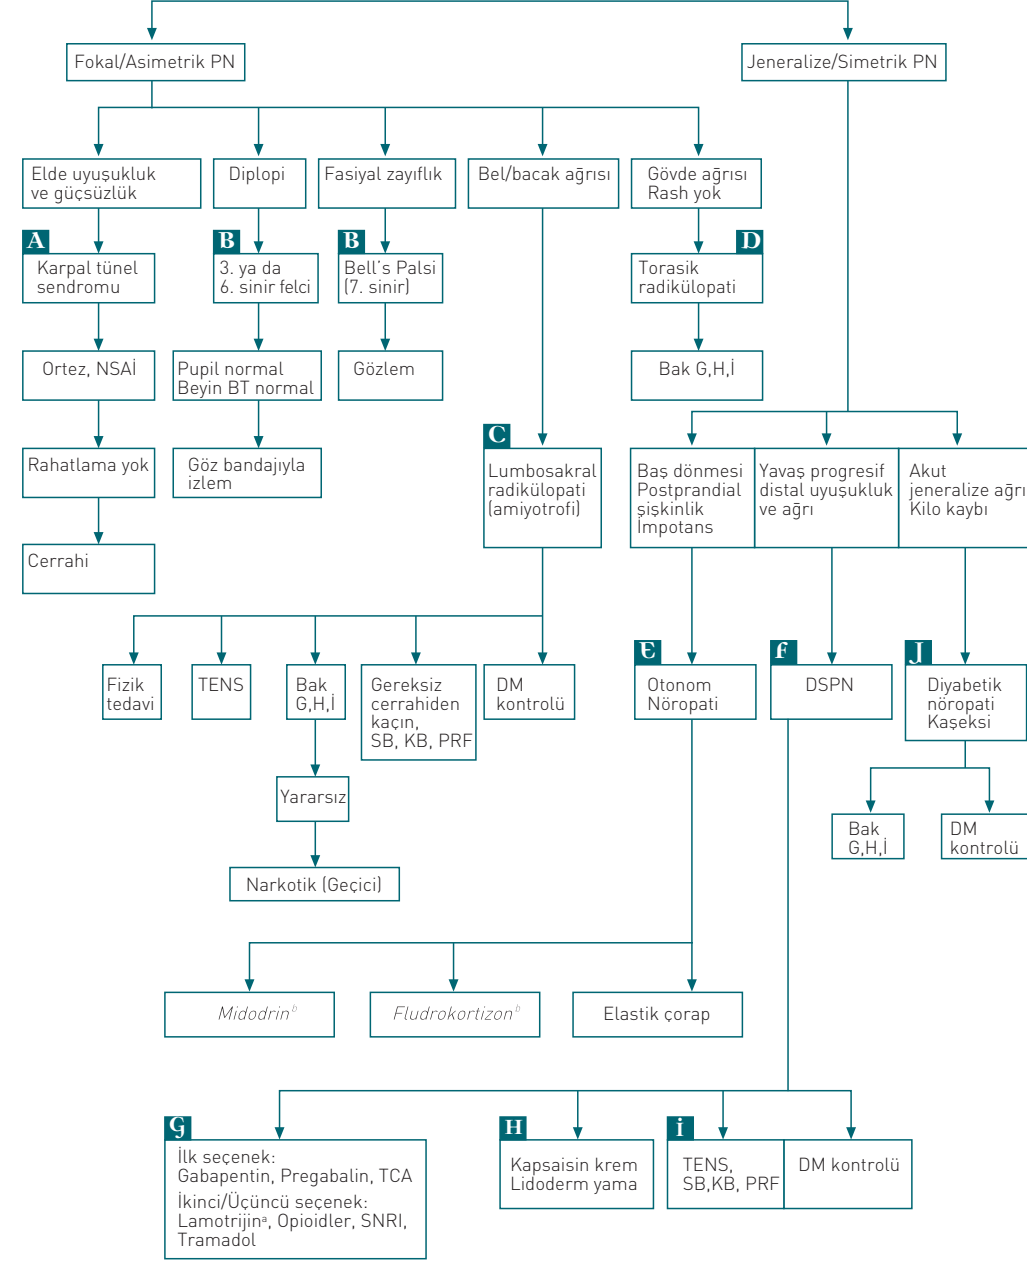 Fokal/Asimetrik PN
Jeneralize/Simetrik PN
Elde uyuşukluk
ve güçsüzlük
Diplopi
Fasiyal zayıflık
Bel/bacak ağrısı
Gövde ağrısı
Rash yok
A
Karpal tünel
sendromu
B
3. ya da
6. sinir felci
B
Bell's Palsi
(7. sinir)
D
Torasik
radikülopati
Ortez, NSAİ
Pupil normal
Beyin BT normal
Gözlem
Bak G,H,İ
Rahatlama yok
Göz bandajıyla
izlem
C
Lumbosakral
radikülopati
(amiyotrofi)
Baş dönmesi
Postprandial
şişkinlik
İmpotans
Yavaş progresif
distal uyuşukluk
ve ağrı
Akut
jeneralize ağrı
Kilo kaybı
Cerrahi
Fizik
tedavi
TENS
Bak
G,H,İ
Gereksiz
cerrahiden
kaçın,
SB, KB, PRF
DM
kontrolü
E
Otonom
Nöropati
F
DSPN
J
Diyabetik
nöropati
Kaşeksi
Yararsız
Bak
G,H,İ
DM
kontrolü
Narkotik (Geçici)
Midodrinᵇ
Fludrokortizonᵇ
Elastik çorap
G
İlk seçenek:
Gabapentin, Pregabalin, TCA
İkinci/Üçüncü seçenek:
Lamotrijinᵃ, Opioidler, SNRI,
Tramadol
H
Kapsaisin krem
Lidoderm yama
İ
TENS,
SB,KB, PRF
DM kontrolü